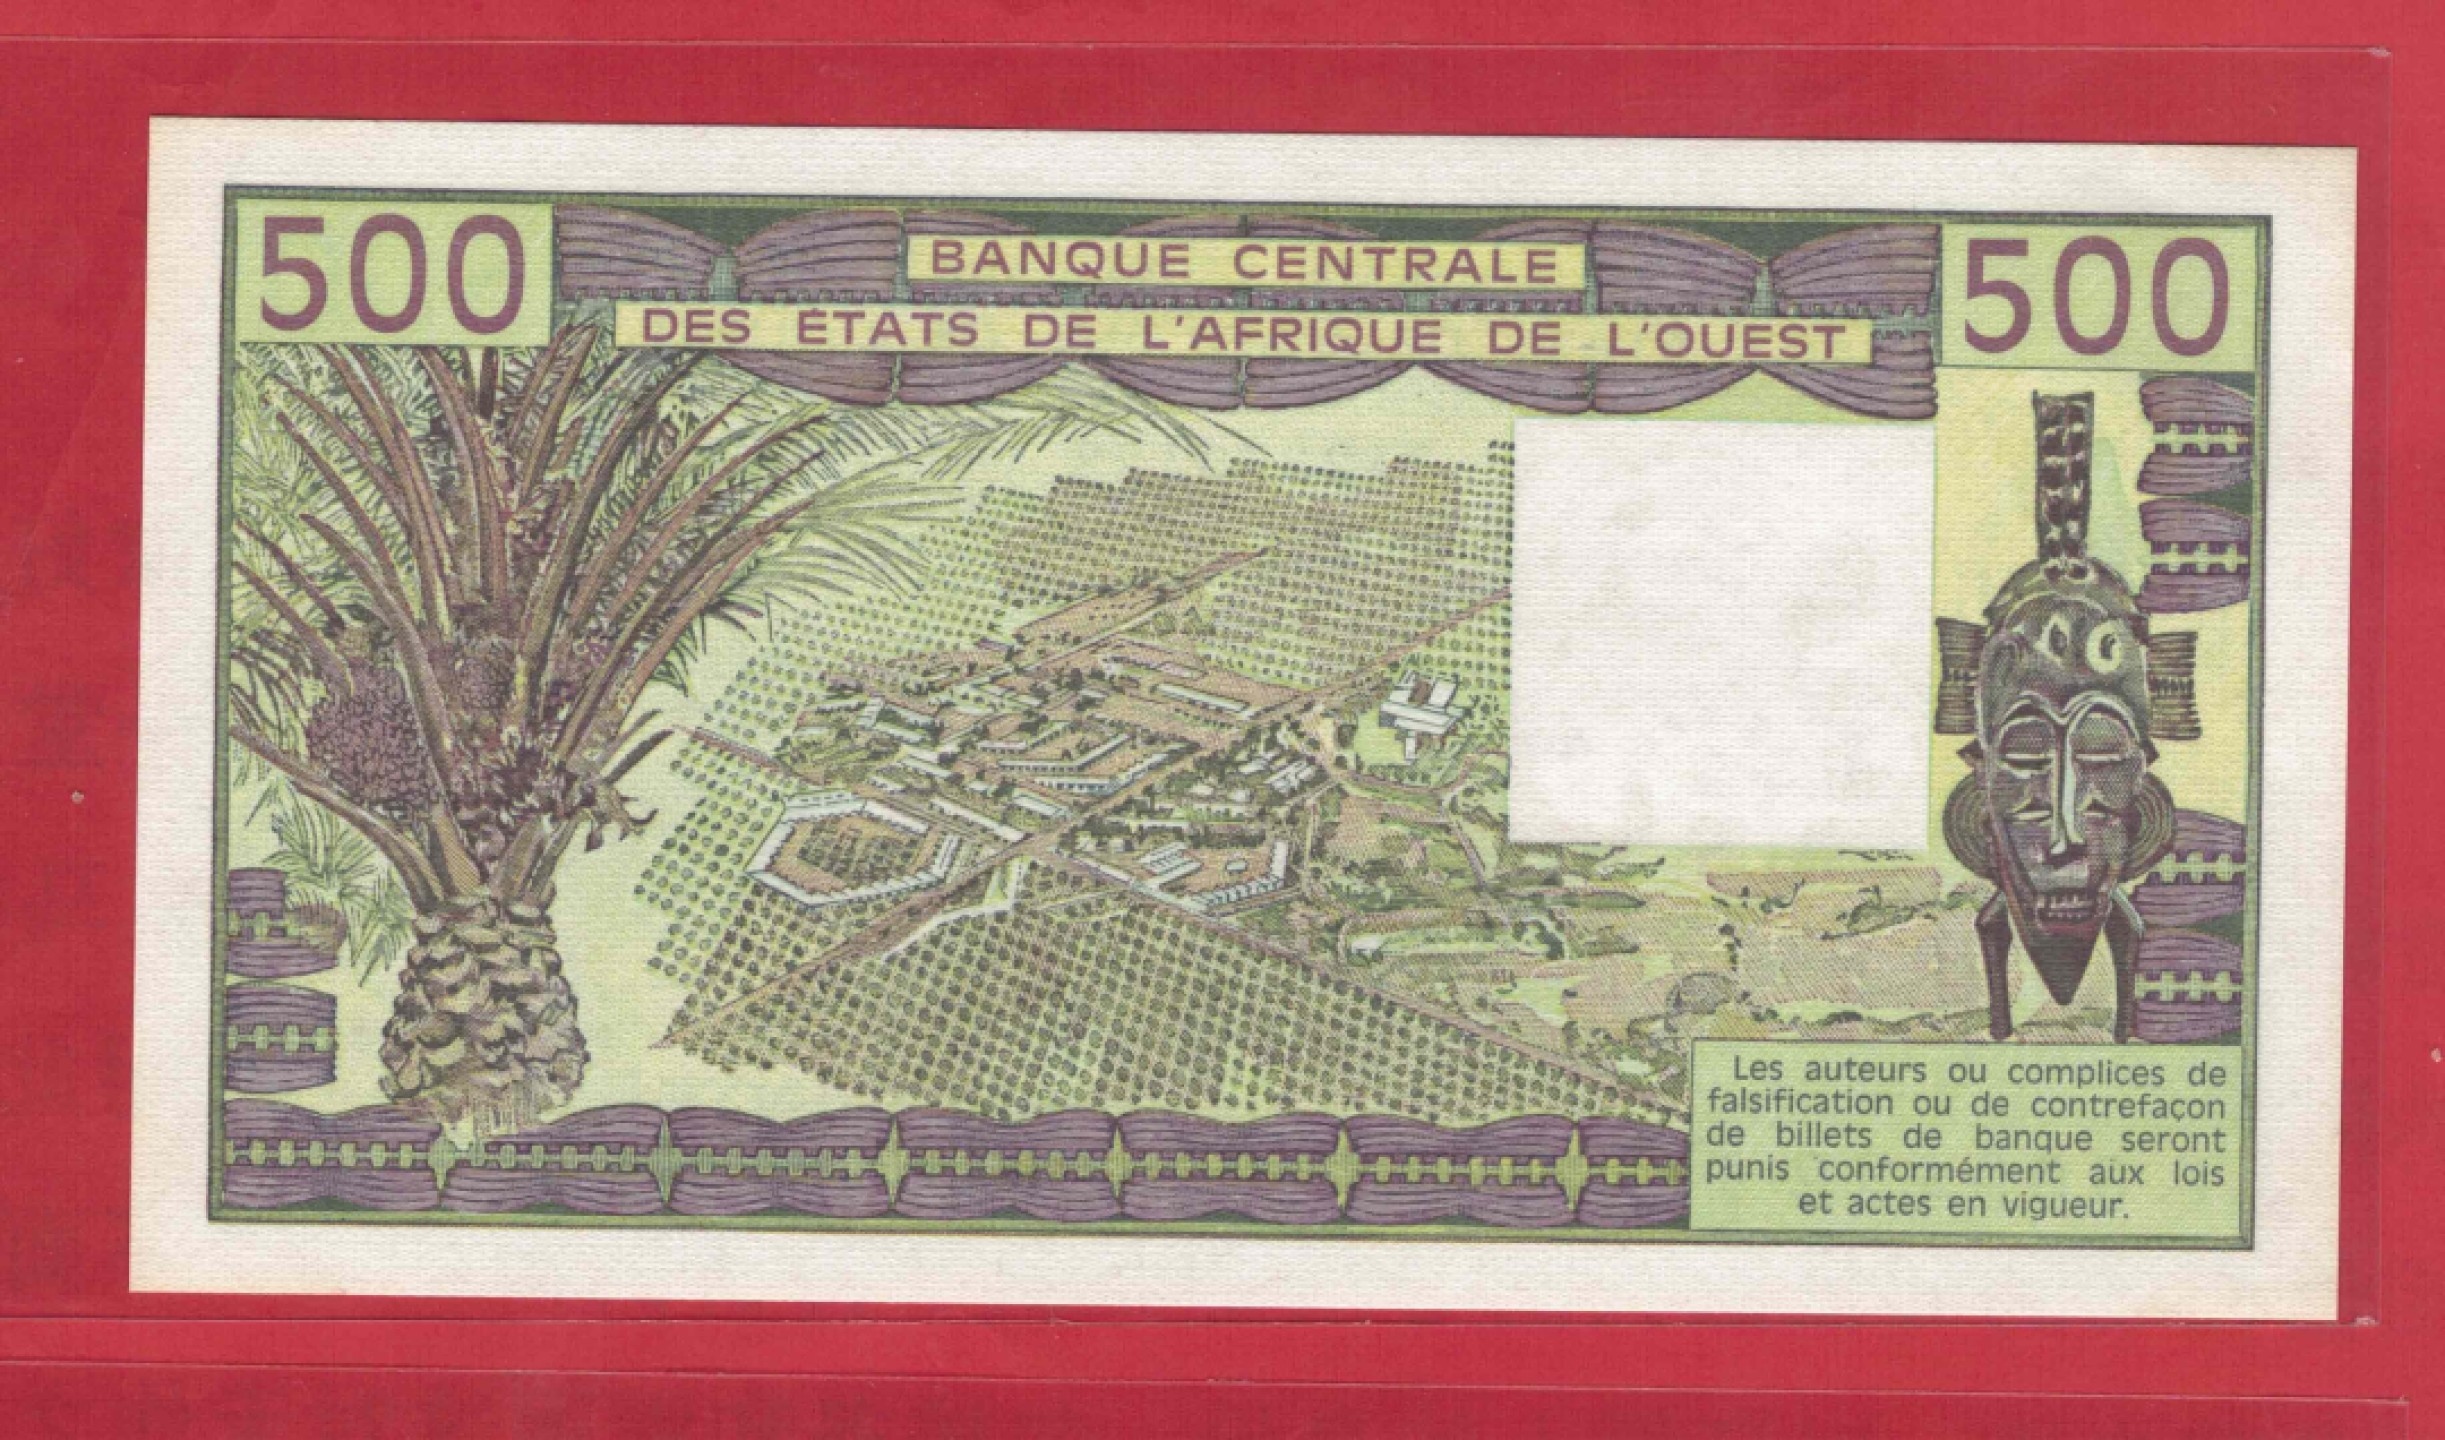 500
BANQUE CENTRALE
500
DES ÉTATS DE L'AFRIQUE DE L'OUEST
Les auteurs ou complices de
falsification ou de contrefaçon
de billets de banque seront
punis conformément aux lois
et actes en vigueur.